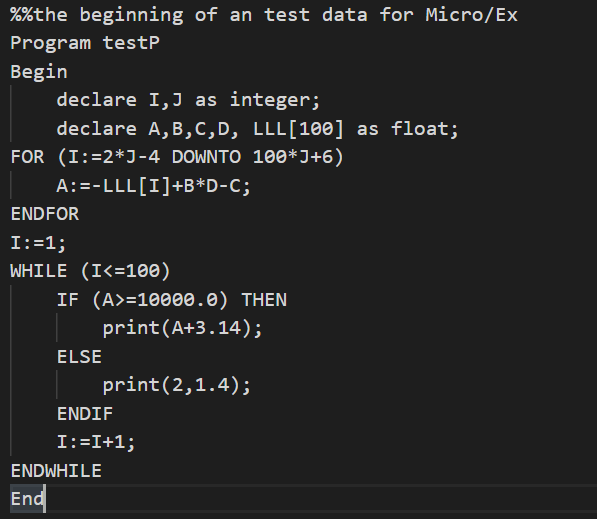 %%the beginning of an test data for Micro/Ex
Program testP
Begin
    declare I,J as integer;
    declare A,B,C,D, LLL[100] as float;
FOR (I:=2*J-4 DOWNTO 100*J+6)
    A:=-LLL[I]+B*D-C;
ENDFOR
I:=1;
WHILE (I<=100)
    IF (A>=10000.0) THEN
        print(A+3.14);
    ELSE
        print(2,1.4);
    ENDIF
    I:=I+1;
ENDWHILE
End